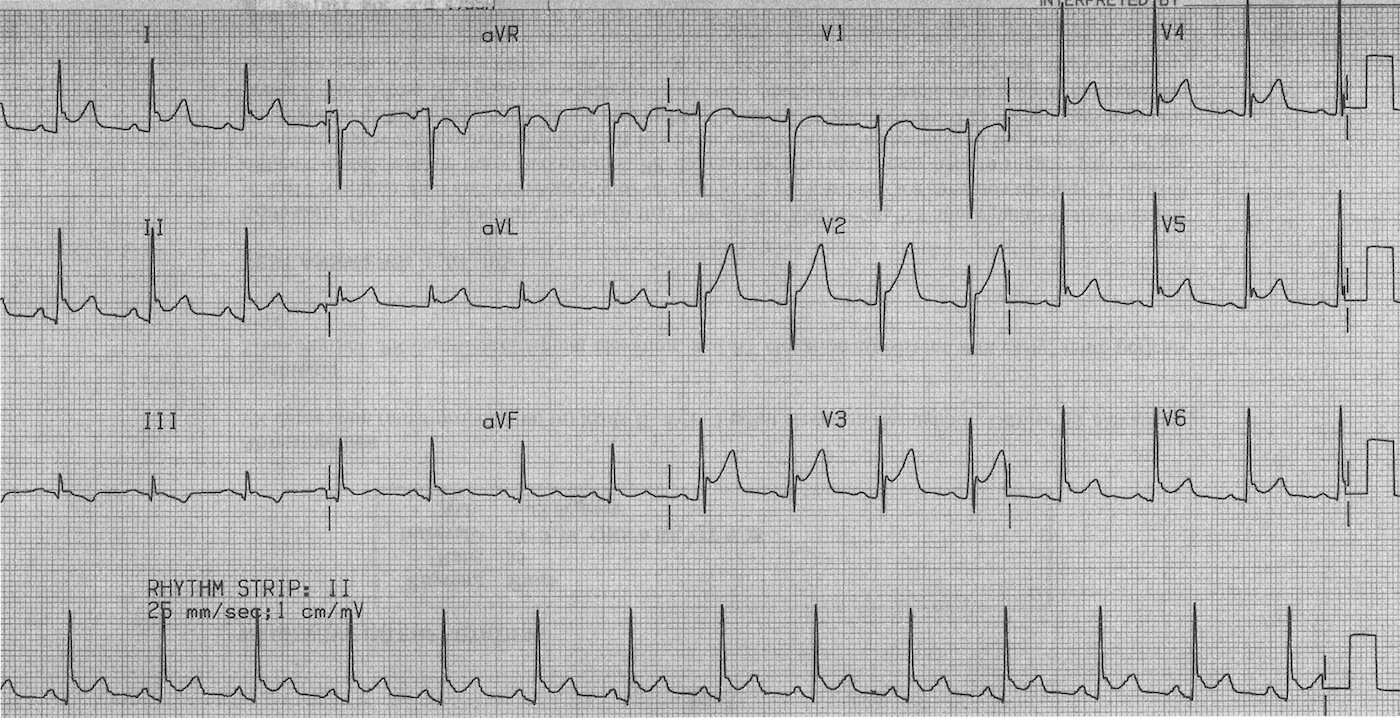 INTERPRETED BY
I aVR V1 V4
II aVL V2 V5
III aVF V3 V6
RHYTHM STRIP: II
25 mm/sec;1 cm/mV